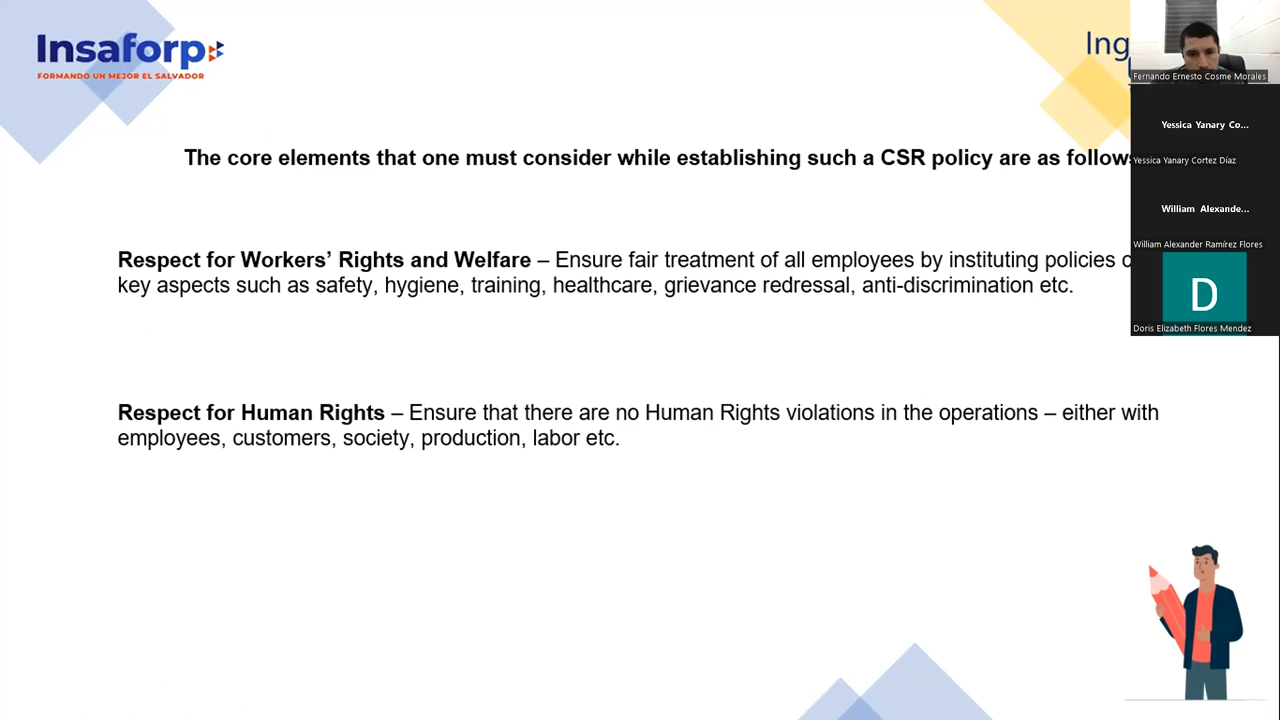 Insaforp
FORMANDO UN MEJOR EL SALVADOR
Ing
The core elements that one must consider while establishing such a CSR policy are as follows
Respect for Workers’ Rights and Welfare – Ensure fair treatment of all employees by instituting policies
key aspects such as safety, hygiene, training, healthcare, grievance redressal, anti-discrimination etc.
Respect for Human Rights – Ensure that there are no Human Rights violations in the operations – either with
employees, customers, society, production, labor etc.
Fernando Ernesto Cosme Morales
Yessica Yanary Co...
Yessica Yanary Cortez Díaz
William Alexande...
William Alexander Ramírez Flores
D
Doris Elizabeth Flores Mendez